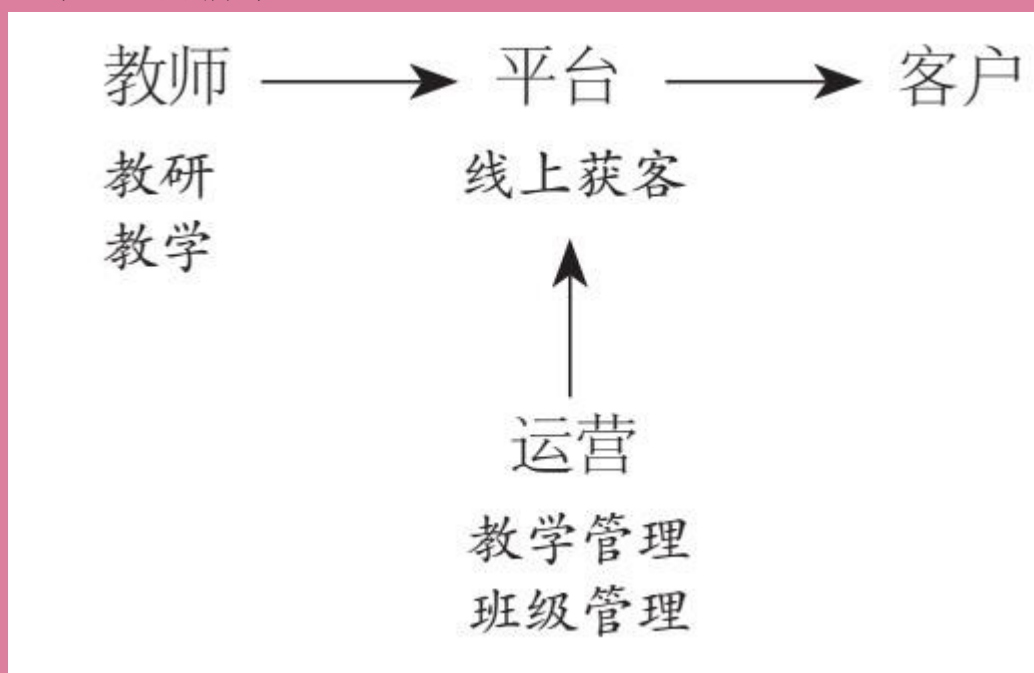 教师 平台 客户
教研 线上获客
教学
运营
教学管理
班级管理